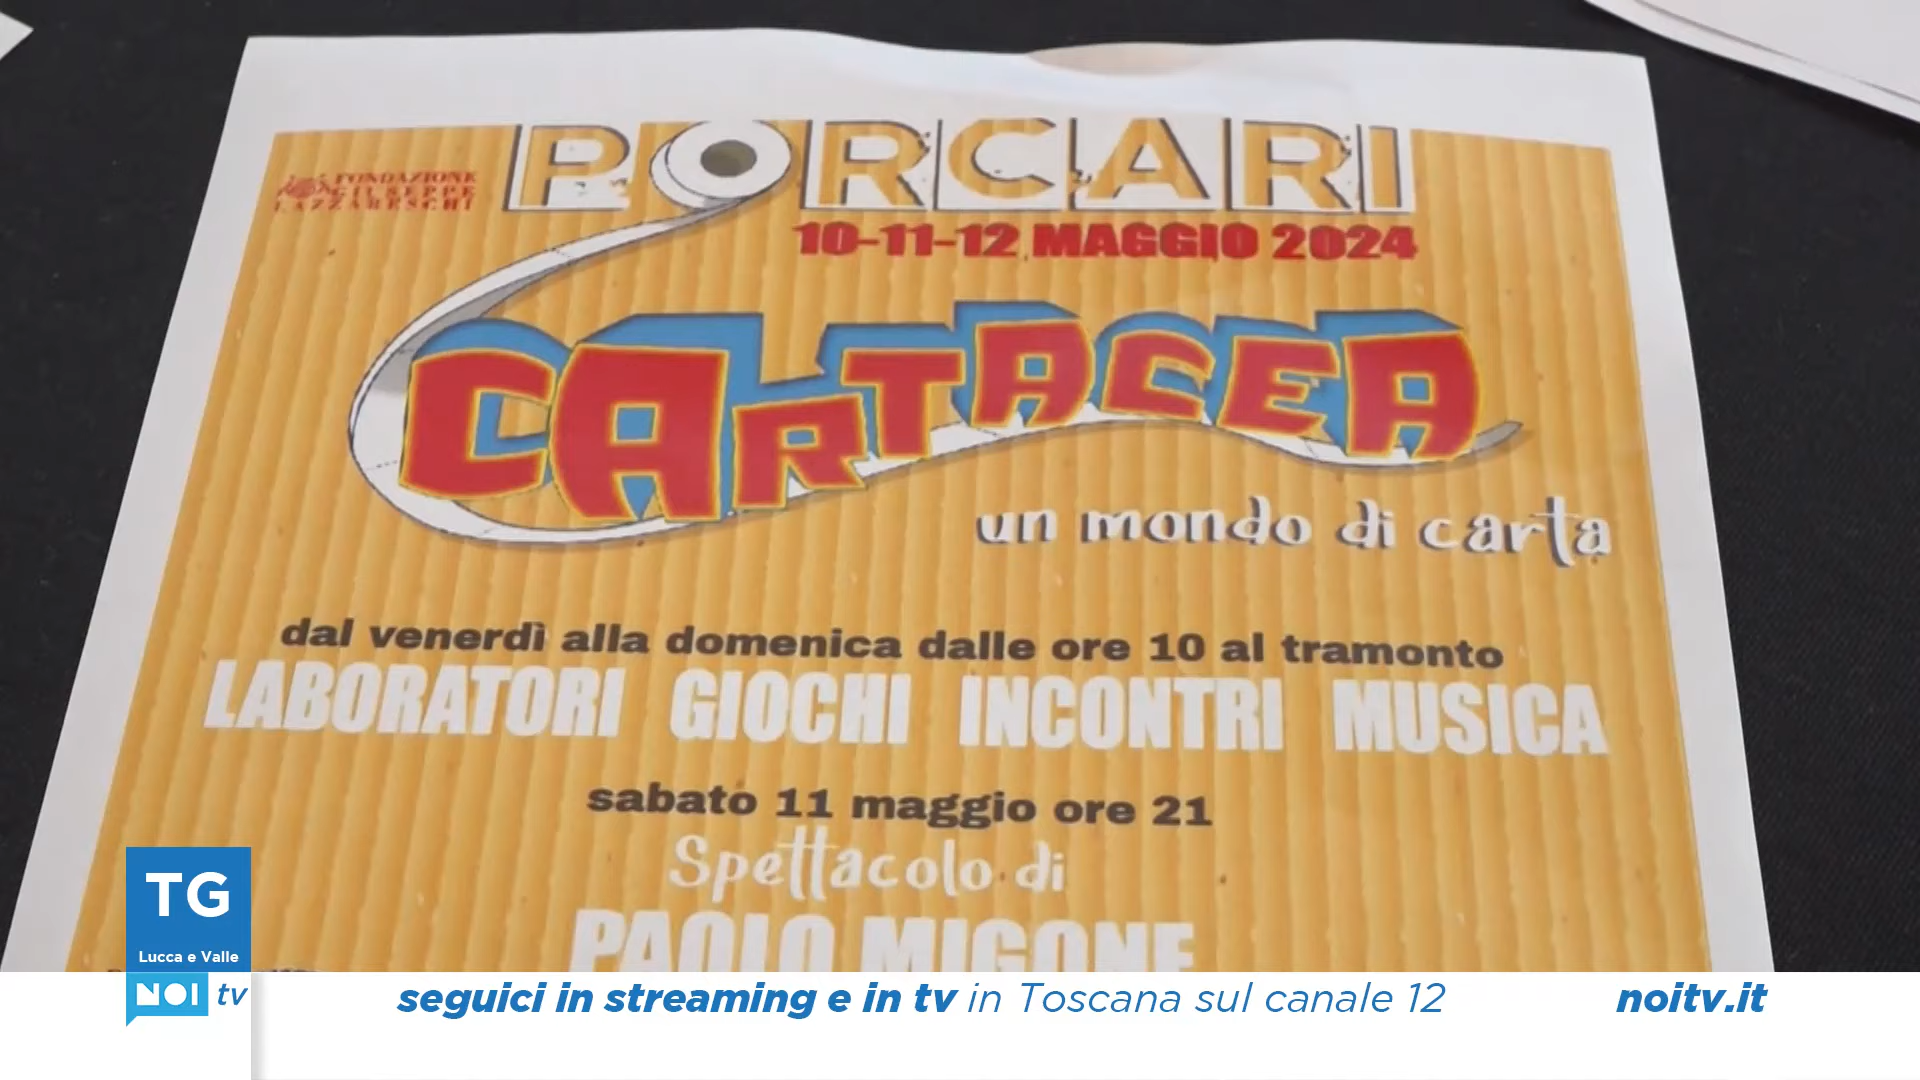 PORCARI
FONDAZIONE
GIUSEPPE
LAZZARESCHI
10-11-12 MAGGIO 2024
CARTACEA
un mondo di carta
dal venerdì alla domenica dalle ore 10 al tramonto
LABORATORI GIOCHI INCONTRI MUSICA
sabato 11 maggio ore 21
Spettacolo di
PAOLO MIGONE
TG
Lucca e Valle
NOI tv
seguici in streaming e in tv in Toscana sul canale 12
noitv.it